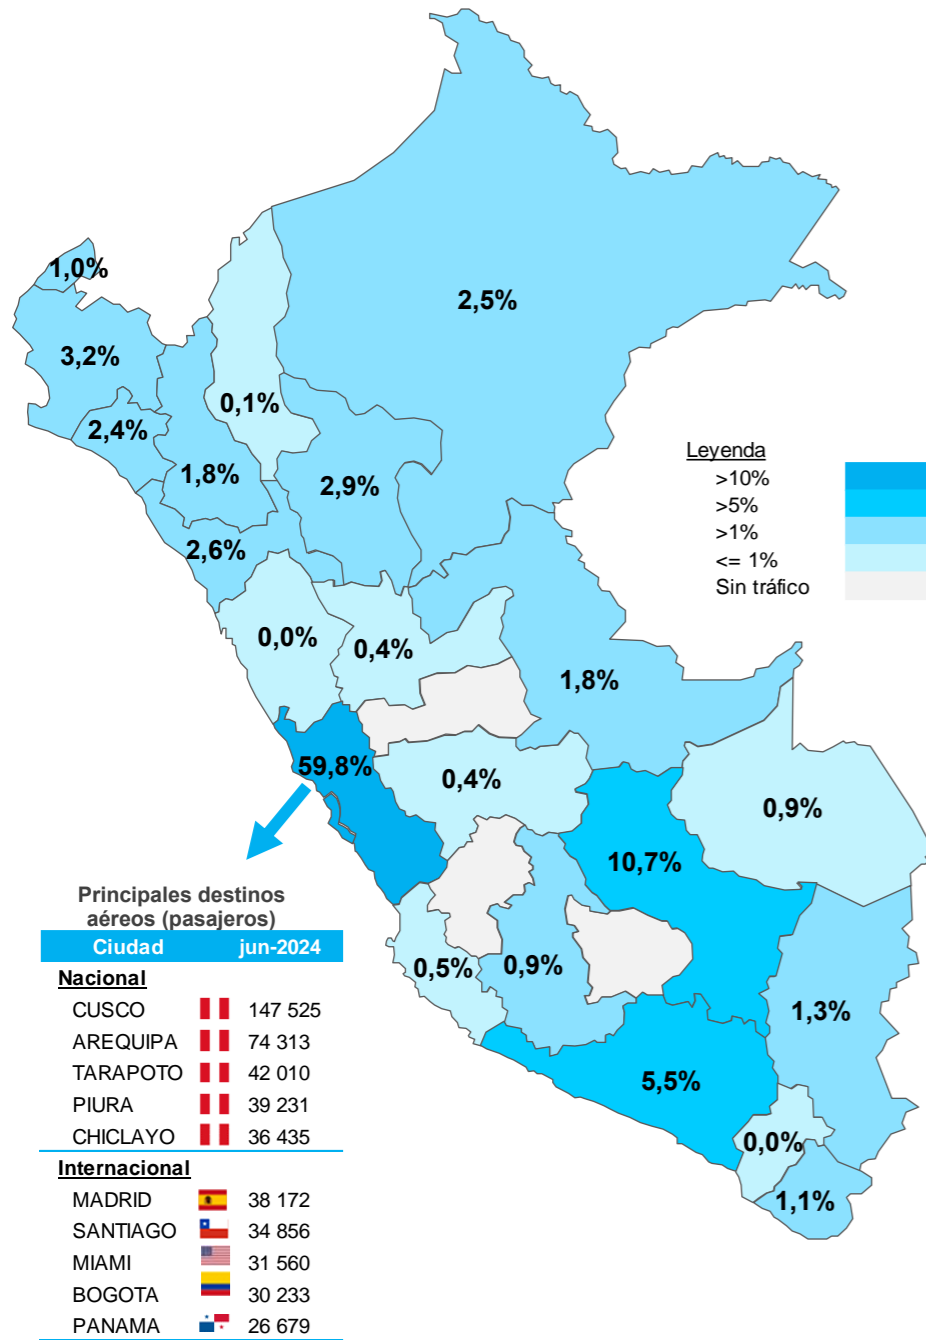 1,0%
2,5%
3,2%
0,1%
2,4%
1,8%
2,9%
Leyenda
>10%
>5%
>1%
<= 1%
Sin tráfico
2,6%
0,0%
0,4%
1,8%
59,8%
0,4%
0,9%
10,7%
0,5%
0,9%
1,3%
5,5%
0,0%
1,1%
Principales destinos
aéreos (pasajeros)
Ciudad jun-2024
Nacional
CUSCO 147 525
AREQUIPA 74 313
TARAPOTO 42 010
PIURA 39 231
CHICLAYO 36 435
Internacional
MADRID 38 172
SANTIAGO 34 856
MIAMI 31 560
BOGOTA 30 233
PANAMA 26 679